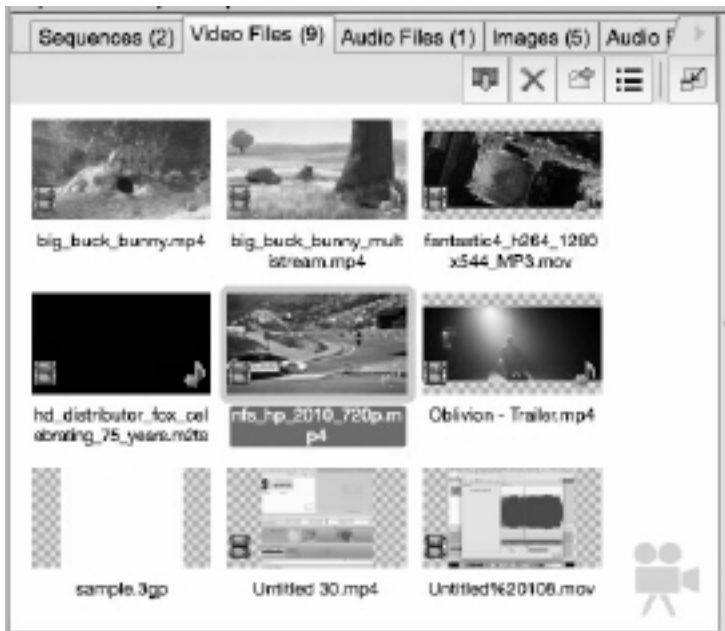 Sequences (2) Video Files (9) Audio Files (1) Images (5) Audio F
big_buck_bunny.mp4
big_buck_bunny_mult
istream.mp4
fantastic4_h264_1280
x544_MP3.mov
hd_distributor_fox_cel
ebrating_75_years.m2ts
nfs_hp_2010_720p.m
p4
Oblivion - Trailer.mp4
sample.3gp
Untitled 30.mp4
Untitled%20108.mov